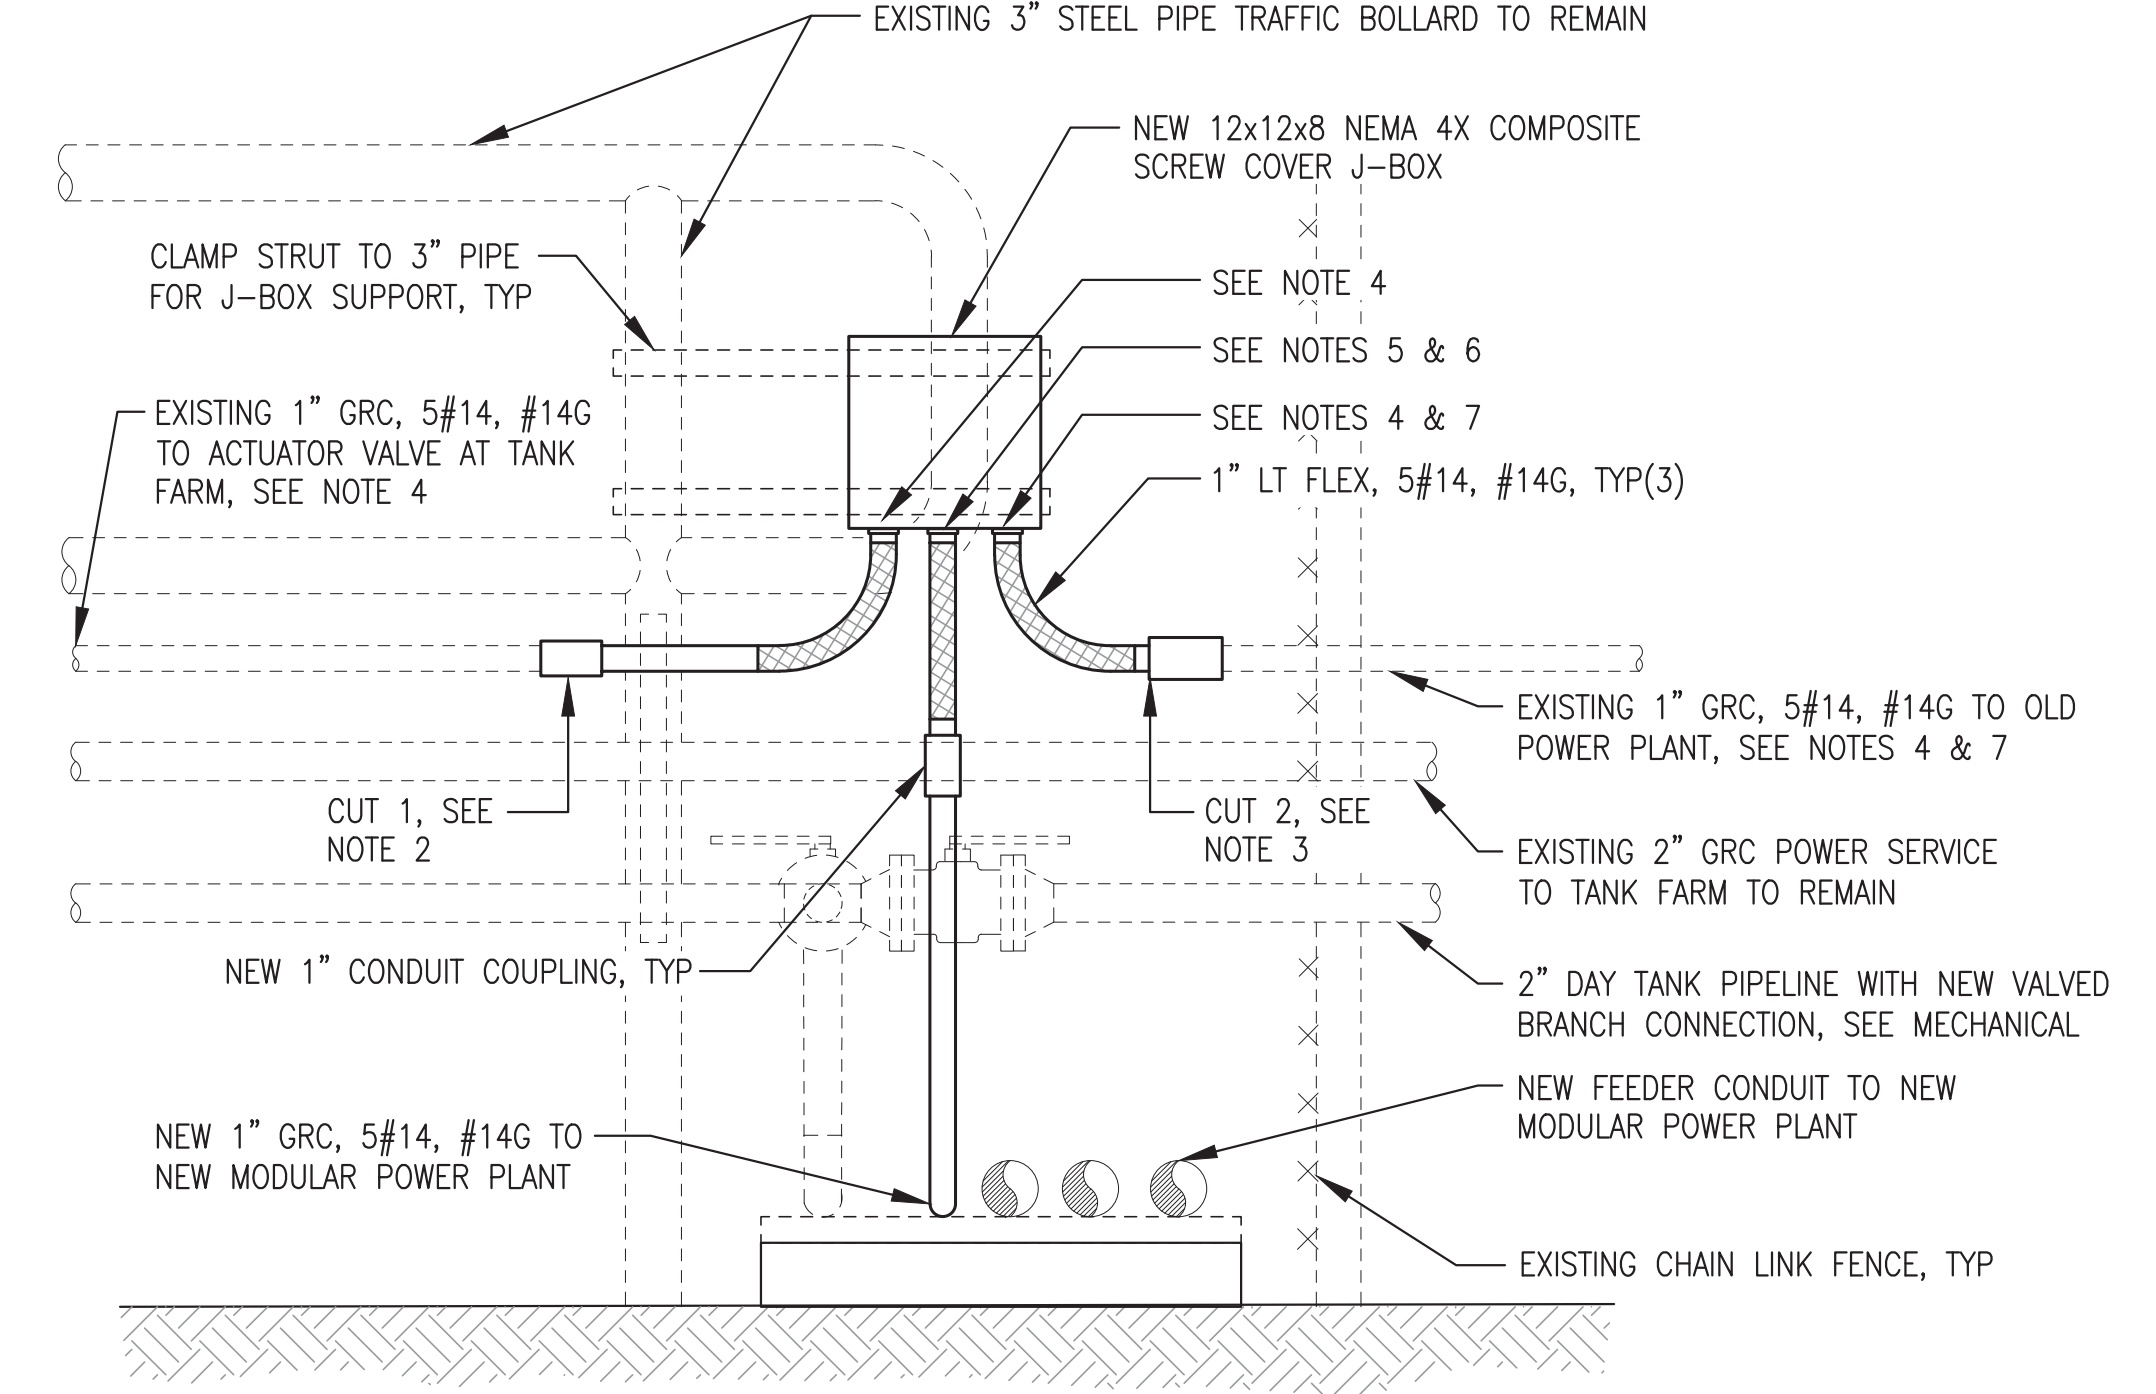 EXISTING 3" STEEL PIPE TRAFFIC BOLLARD TO REMAIN
NEW 12x12x8 NEMA 4X COMPOSITE
SCREW COVER J-BOX
CLAMP STRUT TO 3" PIPE
FOR J-BOX SUPPORT, TYP
SEE NOTE 4
SEE NOTES 5 & 6
SEE NOTES 4 & 7
EXISTING 1" GRC, 5#14, #14G
TO ACTUATOR VALVE AT TANK
FARM, SEE NOTE 4
1" LT FLEX, 5#14, #14G, TYP(3)
EXISTING 1" GRC, 5#14, #14G TO OLD
POWER PLANT, SEE NOTES 4 & 7
CUT 1, SEE
NOTE 2
CUT 2, SEE
NOTE 3
EXISTING 2" GRC POWER SERVICE
TO TANK FARM TO REMAIN
NEW 1" CONDUIT COUPLING, TYP
2" DAY TANK PIPELINE WITH NEW VALVED
BRANCH CONNECTION, SEE MECHANICAL
NEW FEEDER CONDUIT TO NEW
MODULAR POWER PLANT
NEW 1" GRC, 5#14, #14G TO
NEW MODULAR POWER PLANT
EXISTING CHAIN LINK FENCE, TYP